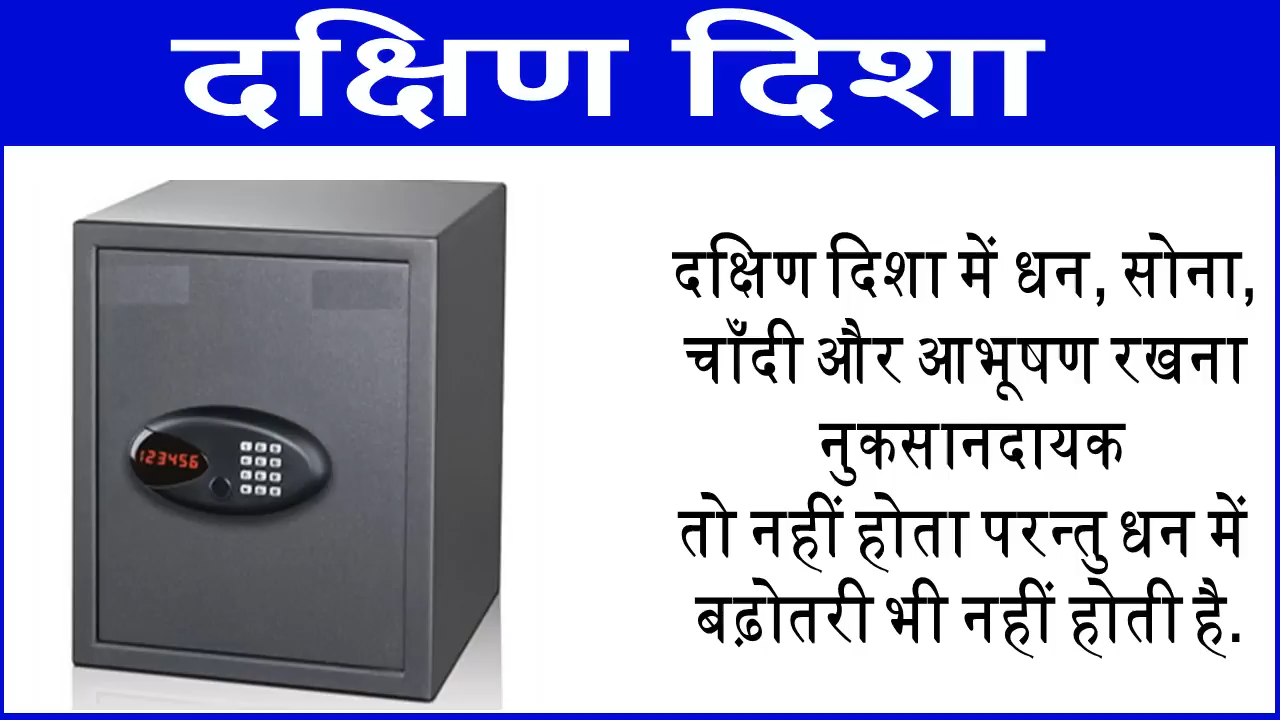 दक्षिण दिशा
दक्षिण दिशा में धन, सोना,
चाँदी और आभूषण रखना
नुकसानदायक
तो नहीं होता परन्तु धन में
बढ़ोतरी भी नहीं होती है.
123456